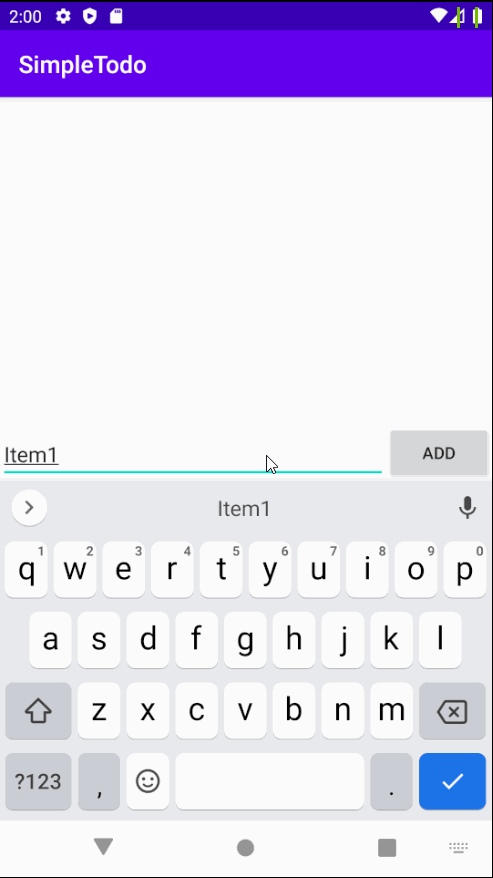 2:00
SimpleTodo
Item1
ADD
Item1
1 2 3 4 5 6 7 8 9 0
q w e r t y u i o p
a s d f g h j k l
z x c v b n m
?123 , .